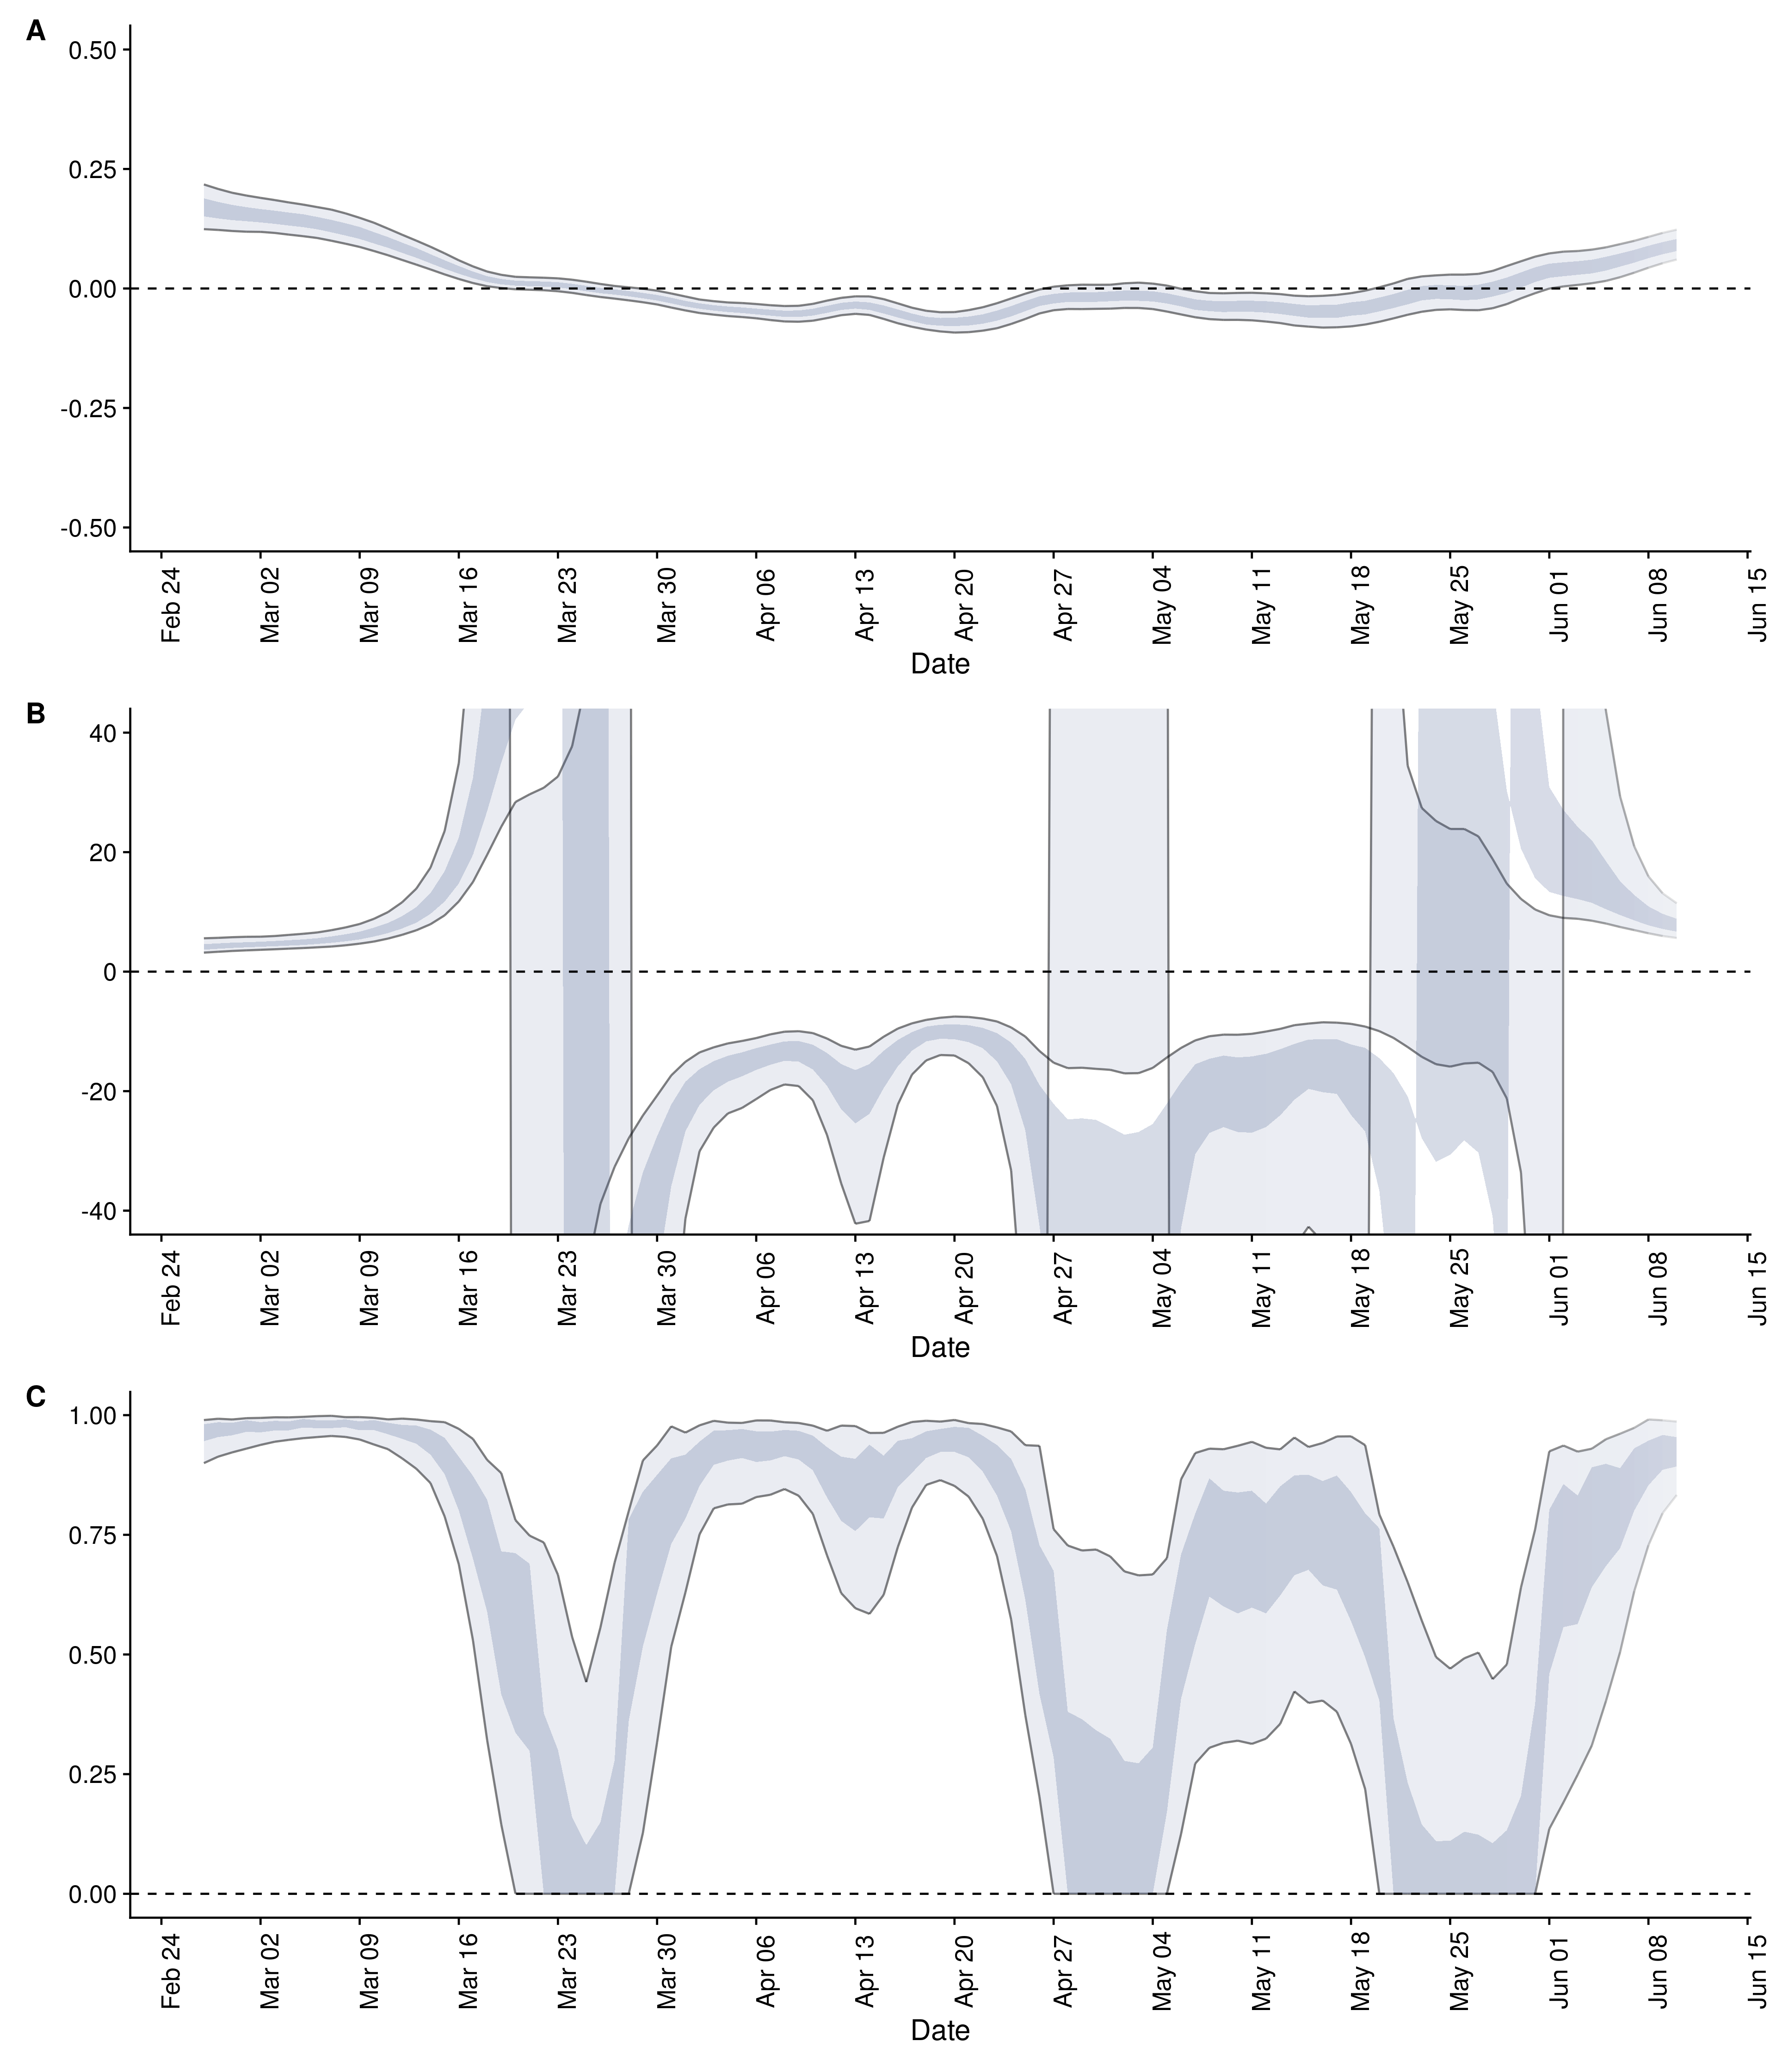 A
0.50
0.25
0.00
-0.25
-0.50
Feb 24
Mar 02
Mar 09
Mar 16
Mar 23
Mar 30
Apr 06
Apr 13
Apr 20
Apr 27
May 04
May 11
May 18
May 25
Jun 01
Jun 08
Jun 15
Date
B
40
20
0
-20
-40
Feb 24
Mar 02
Mar 09
Mar 16
Mar 23
Mar 30
Apr 06
Apr 13
Apr 20
Apr 27
May 04
May 11
May 18
May 25
Jun 01
Jun 08
Jun 15
Date
C
1.00
0.75
0.50
0.25
0.00
Feb 24
Mar 02
Mar 09
Mar 16
Mar 23
Mar 30
Apr 06
Apr 13
Apr 20
Apr 27
May 04
May 11
May 18
May 25
Jun 01
Jun 08
Jun 15
Date